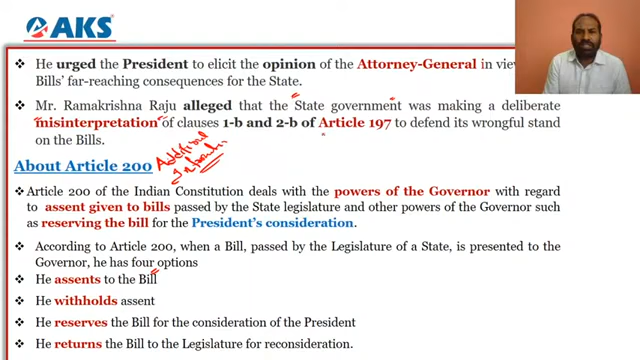 AKS
❖ He urged the President to elicit the opinion of the Attorney-General in view
Bills' far-reaching consequences for the State.
❖ Mr. Ramakrishna Raju alleged that the State government was making a deliberate
misinterpretation of clauses 1-b and 2-b of Article 197 to defend its wrongful stand
on the Bills.
About Article 200
❖ Article 200 of the Indian Constitution deals with the powers of the Governor with regard
to assent given to bills passed by the State legislature and other powers of the Governor such
as reserving the bill for the President's consideration.
❖ According to Article 200, when a Bill, passed by the Legislature of a State, is presented to the
Governor, he has four options
❖ He assents to the Bill
❖ He withholds assent
❖ He reserves the Bill for the consideration of the President
❖ He returns the Bill to the Legislature for reconsideration.